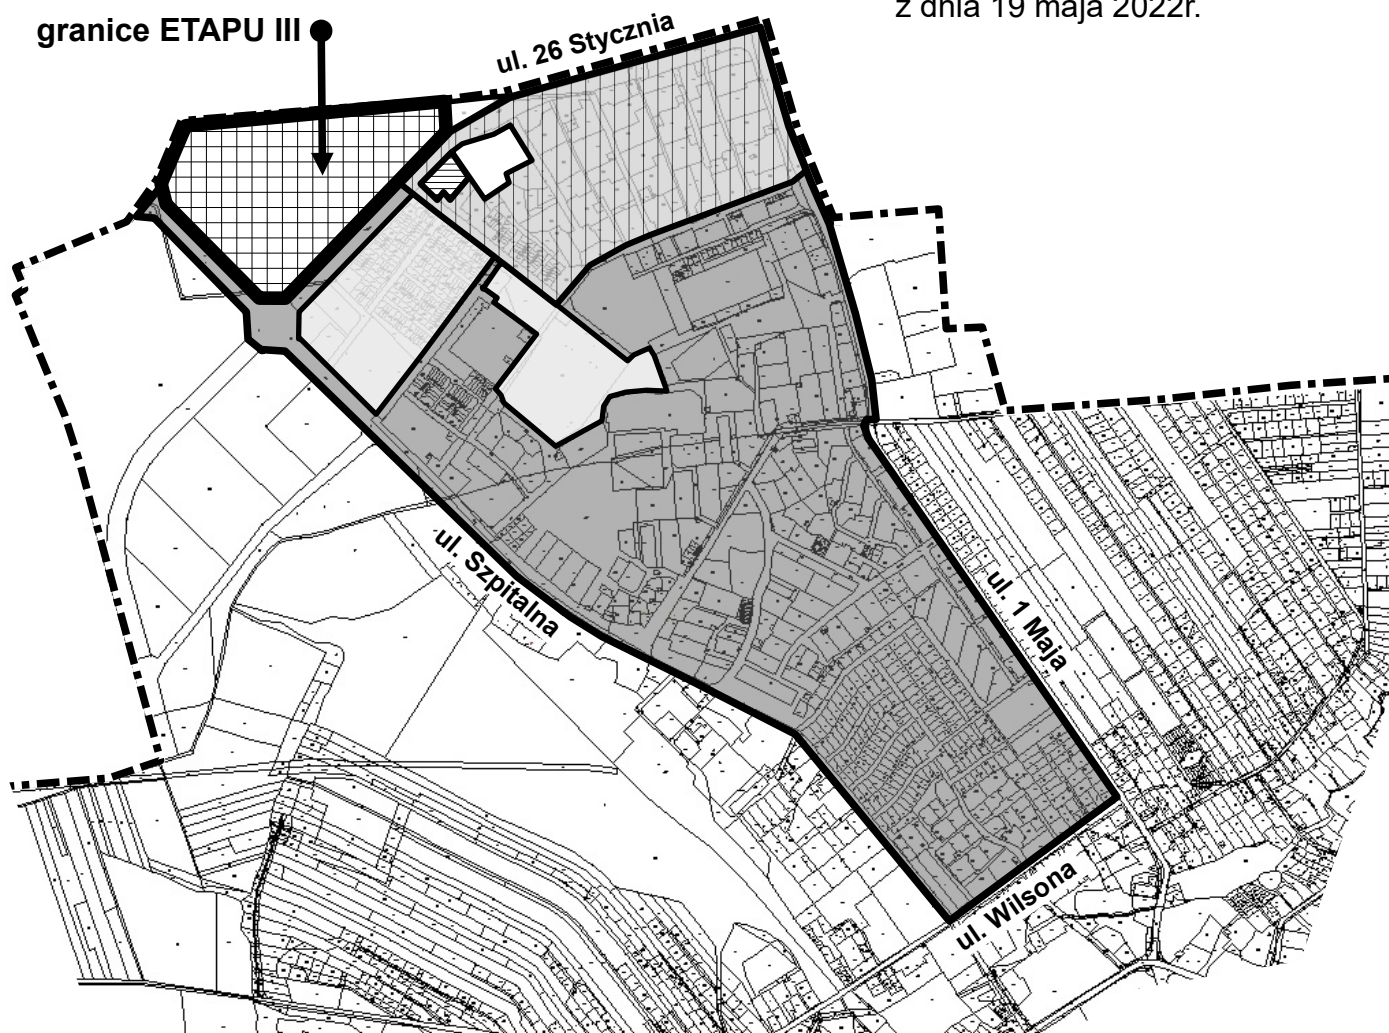 z dnia 19 maja 2022r.
granice ETAPU III
ul. 26 Stycznia
ul. Szpitalna
ul. 1 Maja
ul. Wilsona